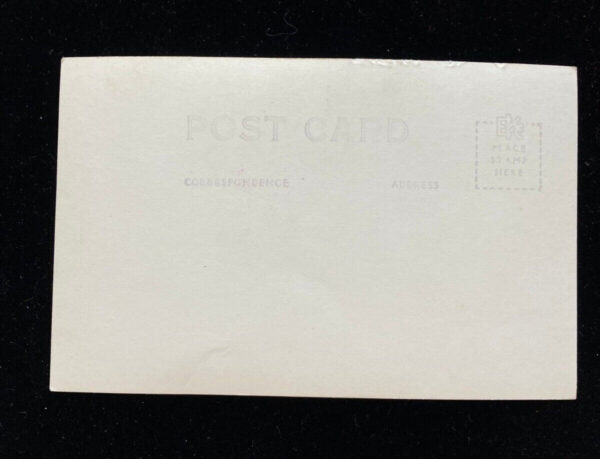 POST CARD
CORRESPONDENCE ADDRESS
PLACE
STAMP
HERE